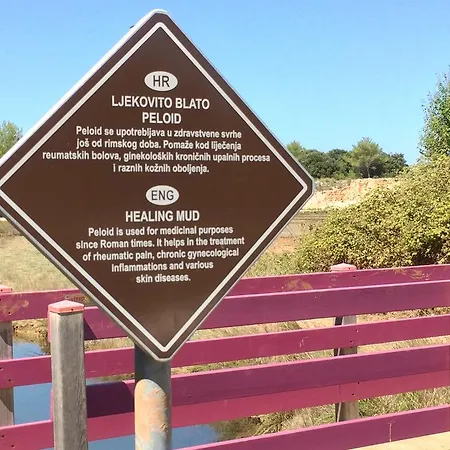 HR
LJEKOVITO BLATO
PELOID
Peloid se upotrebljava u zdravstvene svrhe
još od rimskog doba. Pomaže kod liječenja
reumatskih bolova, ginekoloških kroničnih upalnih procesa
i raznih kožnih oboljenja.
ENG
HEALING MUD
Peloid is used for medicinal purposes
since Roman times. It helps in the treatment
of rheumatic pain, chronic gynecological
inflammations and various
skin diseases.